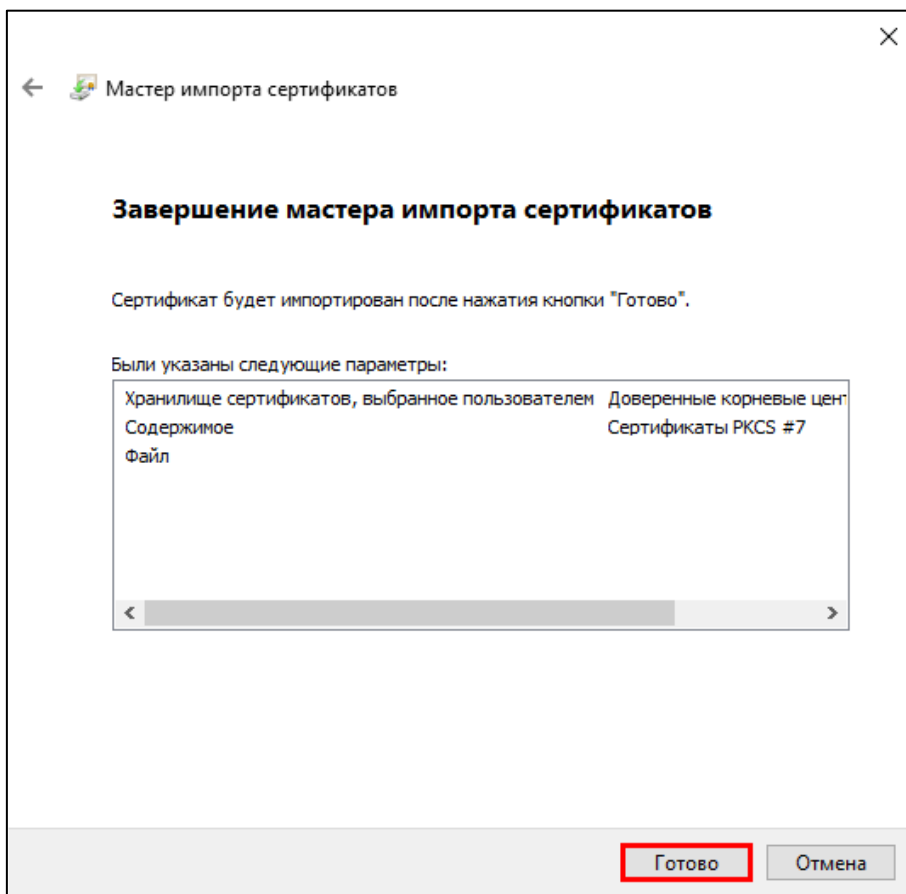 Мастер импорта сертификатов
Завершение мастера импорта сертификатов
Сертификат будет импортирован после нажатия кнопки "Готово".
Были указаны следующие параметры:
Хранилище сертификатов, выбранное пользователем Доверенные корневые цент
Содержимое Сертификаты PKCS #7
Файл
Готово Отмена